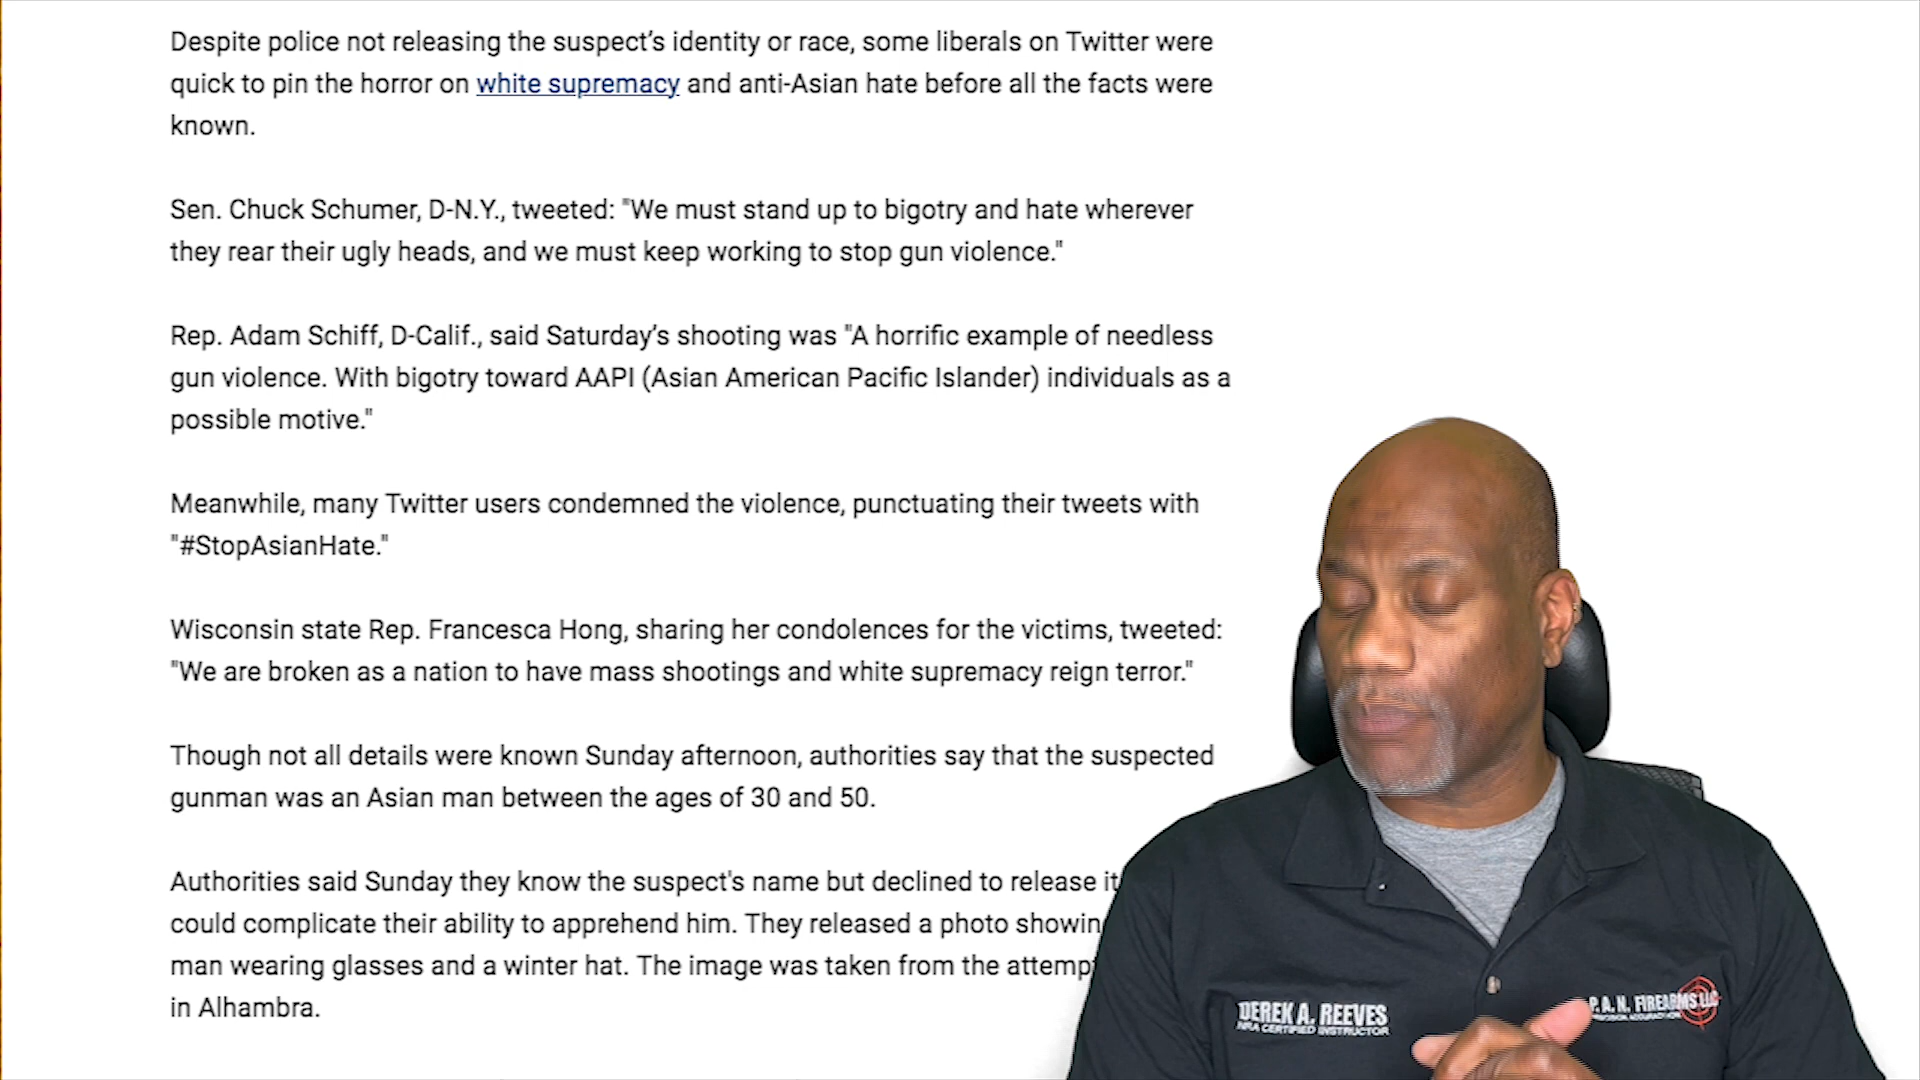 Despite police not releasing the suspect's identity or race, some liberals on Twitter were
quick to pin the horror on white supremacy and anti-Asian hate before all the facts were
known.
Sen. Chuck Schumer, D-N.Y., tweeted: "We must stand up to bigotry and hate wherever
they rear their ugly heads, and we must keep working to stop gun violence."
Rep. Adam Schiff, D-Calif., said Saturday's shooting was "A horrific example of needless
gun violence. With bigotry toward AAPI (Asian American Pacific Islander) individuals as a
possible motive."
Meanwhile, many Twitter users condemned the violence, punctuating their tweets with
"#StopAsianHate."
Wisconsin state Rep. Francesca Hong, sharing her condolences for the victims, tweeted:
"We are broken as a nation to have mass shootings and white supremacy reign terror."
Though not all details were known Sunday afternoon, authorities say that the suspected
gunman was an Asian man between the ages of 30 and 50.
Authorities said Sunday they know the suspect's name but declined to release it
could complicate their ability to apprehend him. They released a photo showin
man wearing glasses and a winter hat. The image was taken from the attemp
in Alhambra.
DEREK A. REEVES
NRA CERTIFIED INSTRUCTOR
P.A.N. FIREARMS LLC